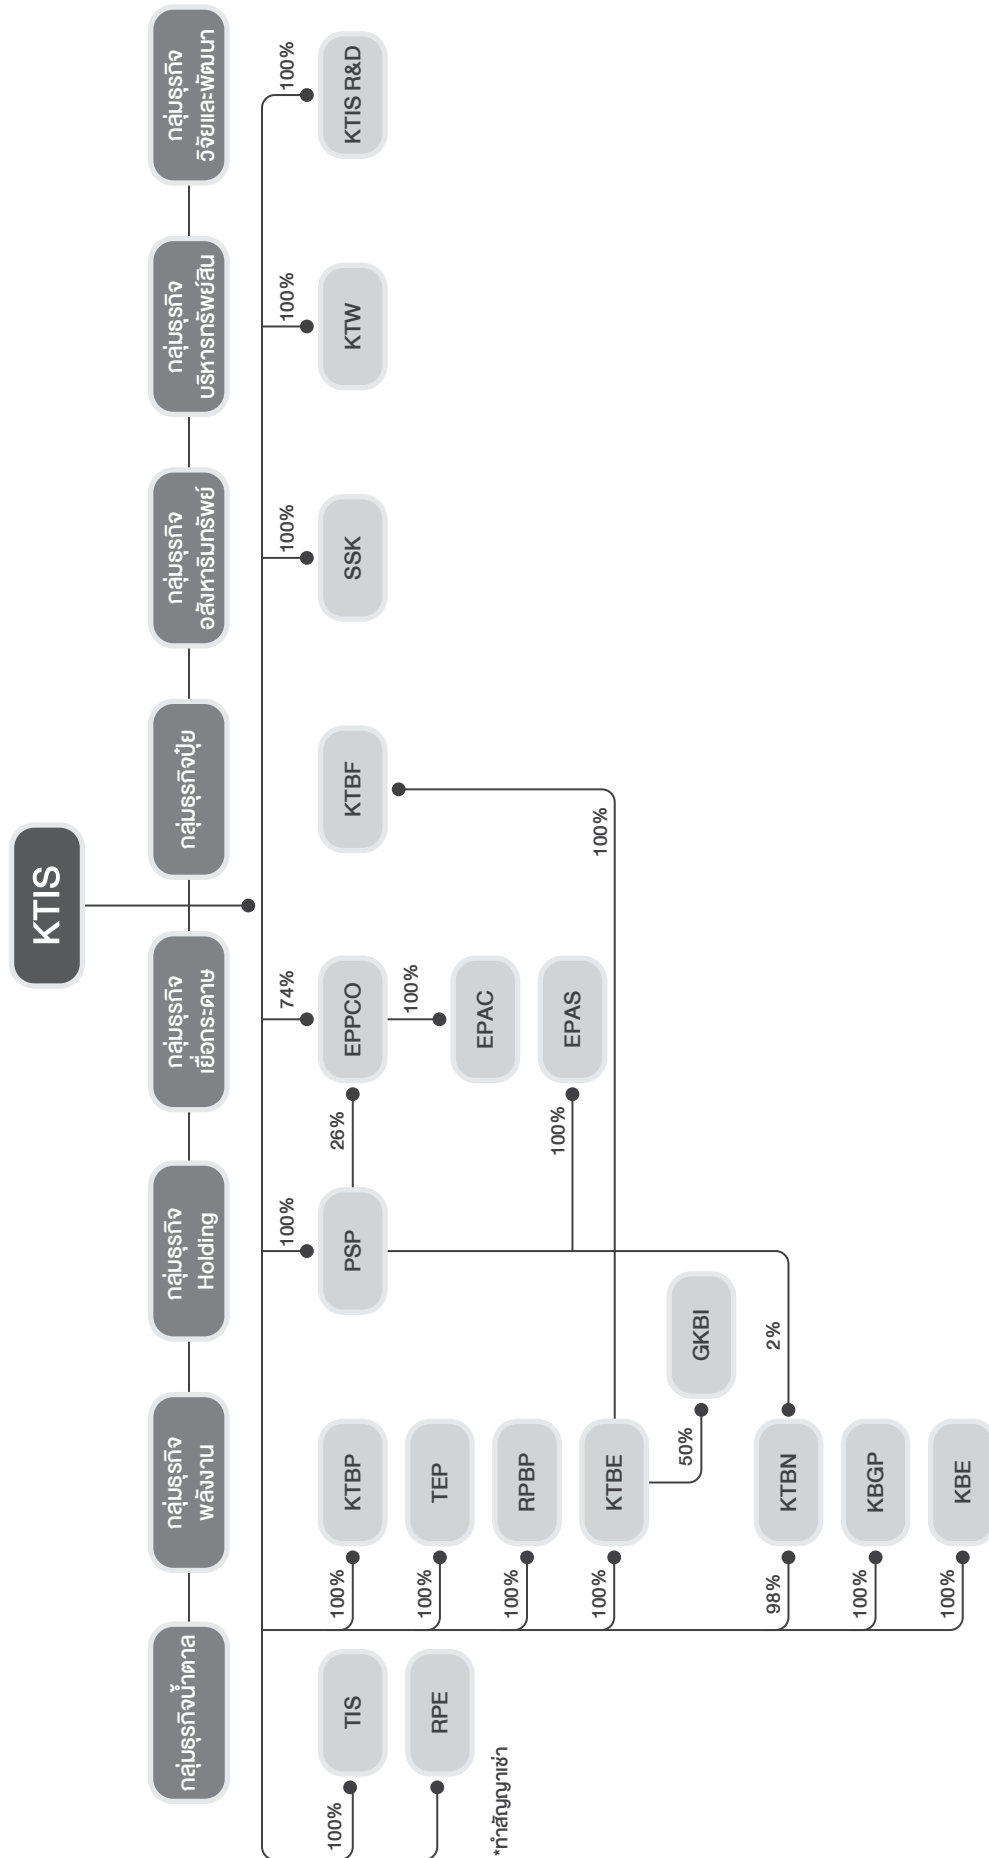 KTIS
กลุ่มธุรกิจน้ำตาล
กลุ่มธุรกิจ
พลังงาน
กลุ่มธุรกิจ
Holding
กลุ่มธุรกิจ
เยื่อกระดาษ
กลุ่มธุรกิจปุ๋ย
กลุ่มธุรกิจ
อสังหาริมทรัพย์
กลุ่มธุรกิจ
บริหารทรัพย์สิน
กลุ่มธุรกิจ
วิจัยและพัฒนา
100%
TIS
RPE
*ทำสัญญาเช่า
100%
KTBP
100%
TEP
100%
RPBP
100%
KTBE
50%
GKBI
98%
KTBN
2%
100%
KBGP
100%
KBE
100%
PSP
26%
74%
EPPCO
100%
EPAC
100%
EPAS
100%
KTBF
100%
SSK
100%
KTW
100%
KTIS R&D